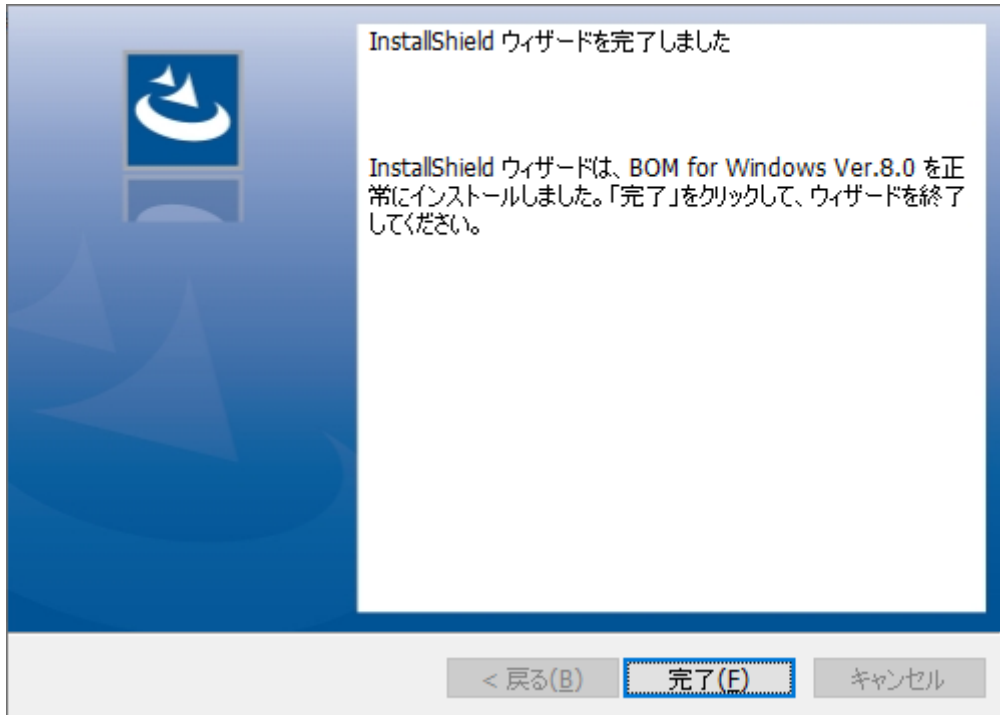 InstallShield ウィザードを完了しました
InstallShield ウィザードは、BOM for Windows Ver.8.0 を正
常にインストールしました。「完了」をクリックして、ウィザードを終了
してください。
< 戻る(B) 完了(F) キャンセル